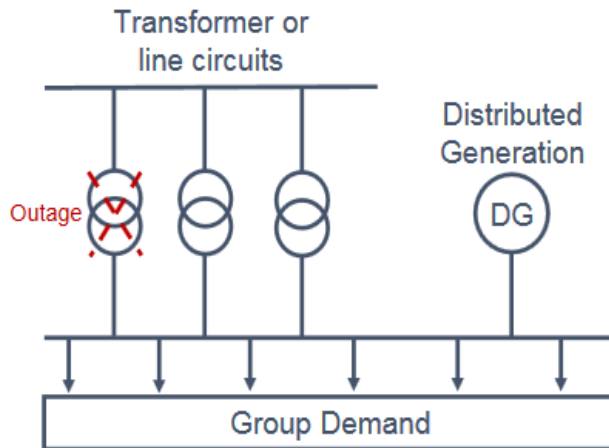 Transformer or
line circuits
Distributed
Generation
Outage
DG
Group Demand